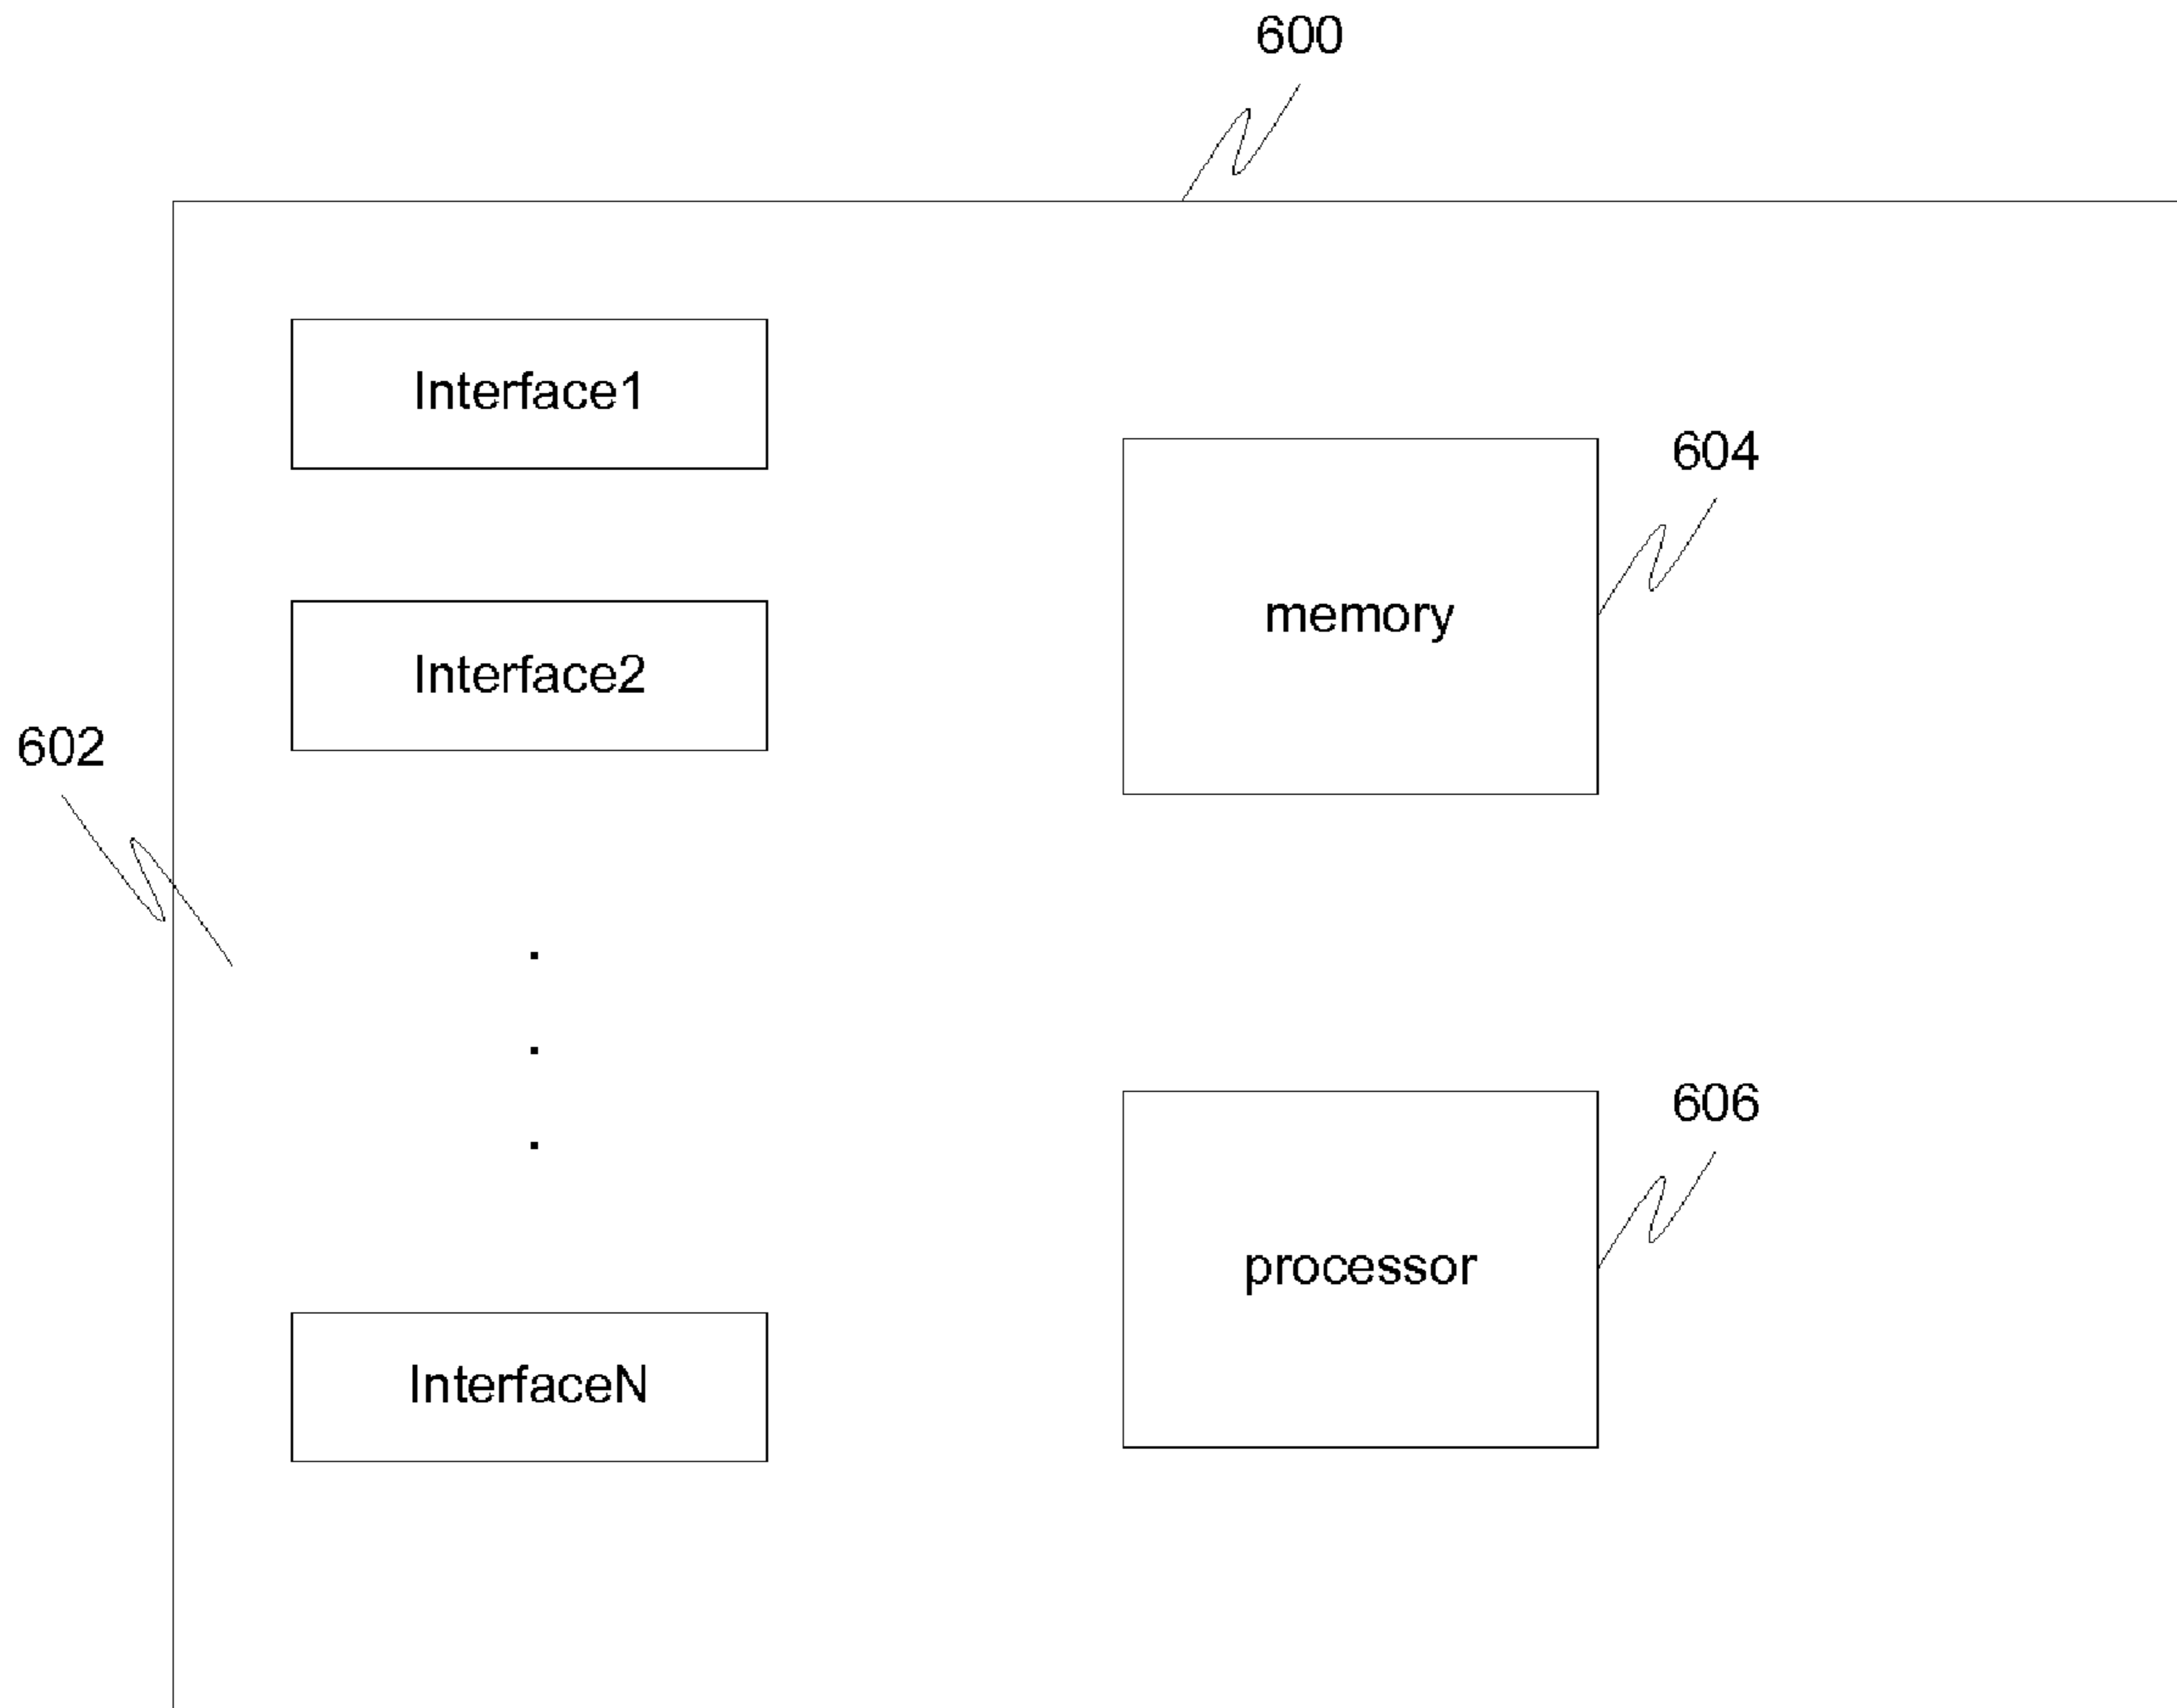 600
Interface1
604
memory
Interface2
602
.
.
.
606
processor
InterfaceN